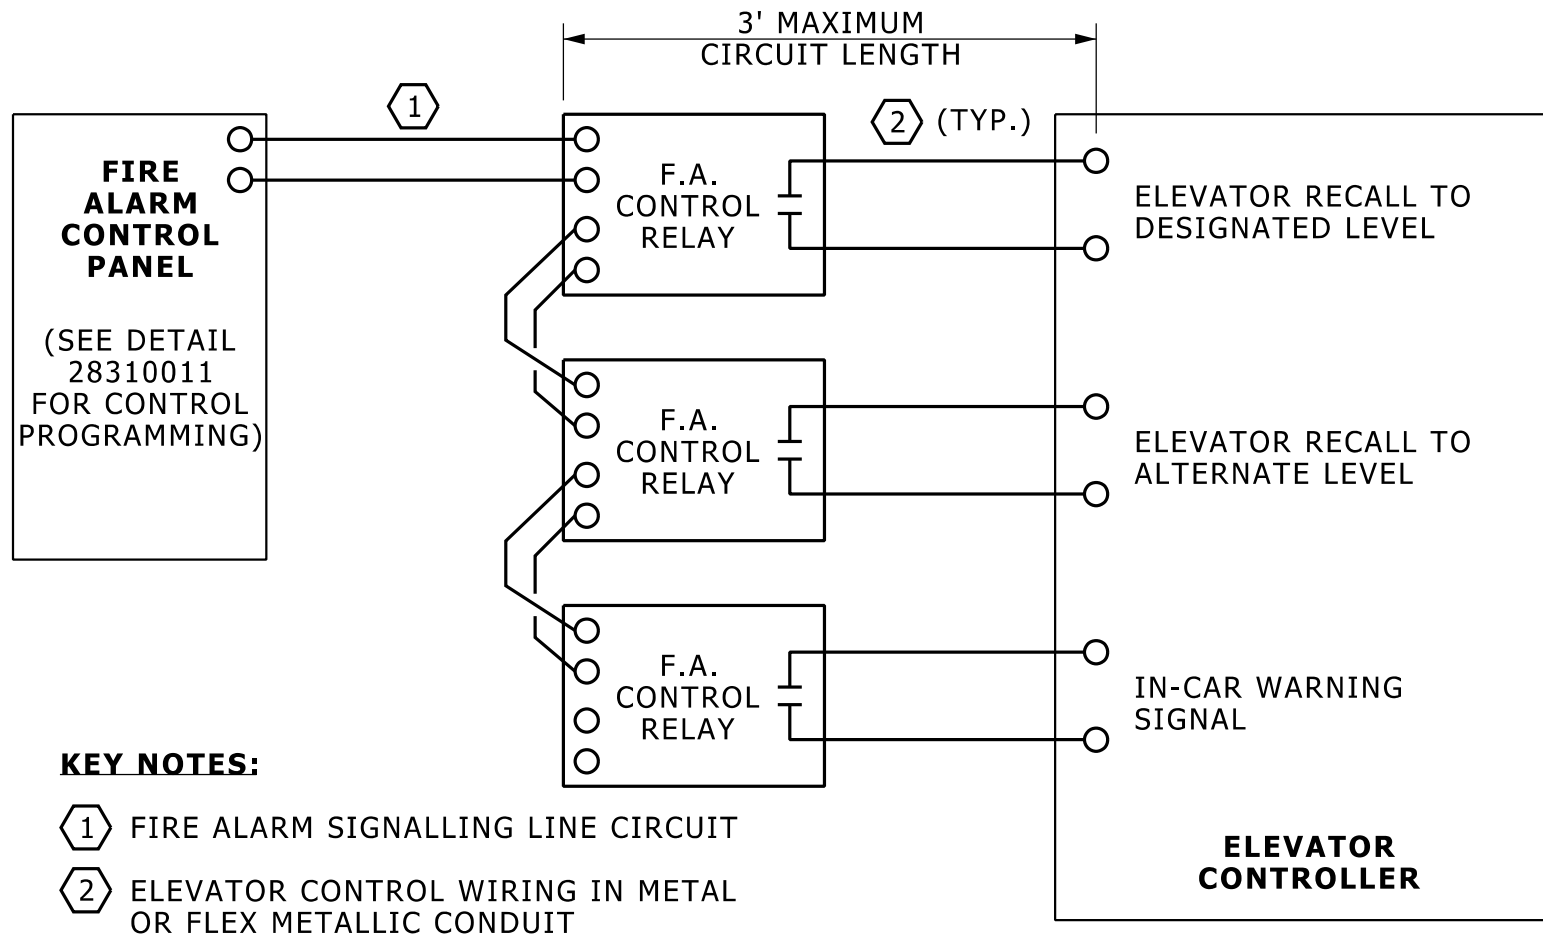 3' MAXIMUM
CIRCUIT LENGTH
1
2 (TYP.)
FIRE
ALARM
CONTROL
PANEL
(SEE DETAIL
28310011
FOR CONTROL
PROGRAMMING)
F.A.
CONTROL
RELAY
ELEVATOR RECALL TO
DESIGNATED LEVEL
F.A.
CONTROL
RELAY
ELEVATOR RECALL TO
ALTERNATE LEVEL
F.A.
CONTROL
RELAY
IN-CAR WARNING
SIGNAL
ELEVATOR
CONTROLLER
KEY NOTES:
1 FIRE ALARM SIGNALLING LINE CIRCUIT
2 ELEVATOR CONTROL WIRING IN METAL
OR FLEX METALLIC CONDUIT